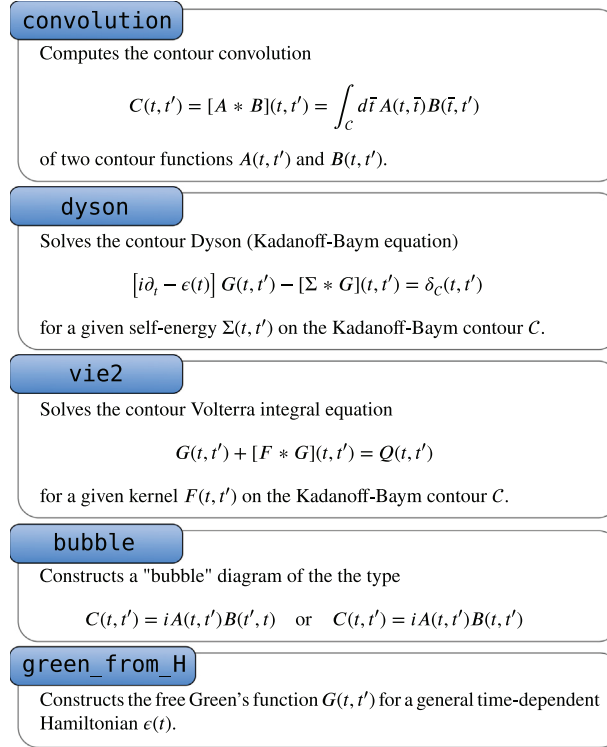 convolution
Computes the contour convolution
C(t, t′) = [A ∗ B](t, t′) = ∫_𝒞 dt̄ A(t, t̄)B(t̄, t′)
of two contour functions A(t, t′) and B(t, t′).
dyson
Solves the contour Dyson (Kadanoff-Baym equation)
[i∂ₜ − ϵ(t)] G(t, t′) − [Σ ∗ G](t, t′) = δ_𝒞(t, t′)
for a given self-energy Σ(t, t′) on the Kadanoff-Baym contour 𝒞.
vie2
Solves the contour Volterra integral equation
G(t, t′) + [F ∗ G](t, t′) = Q(t, t′)
for a given kernel F(t, t′) on the Kadanoff-Baym contour 𝒞.
bubble
Constructs a "bubble" diagram of the the type
C(t, t′) = iA(t, t′)B(t′, t) or C(t, t′) = iA(t, t′)B(t, t′)
green_from_H
Constructs the free Green's function G(t, t′) for a general time-dependent
Hamiltonian ϵ(t).